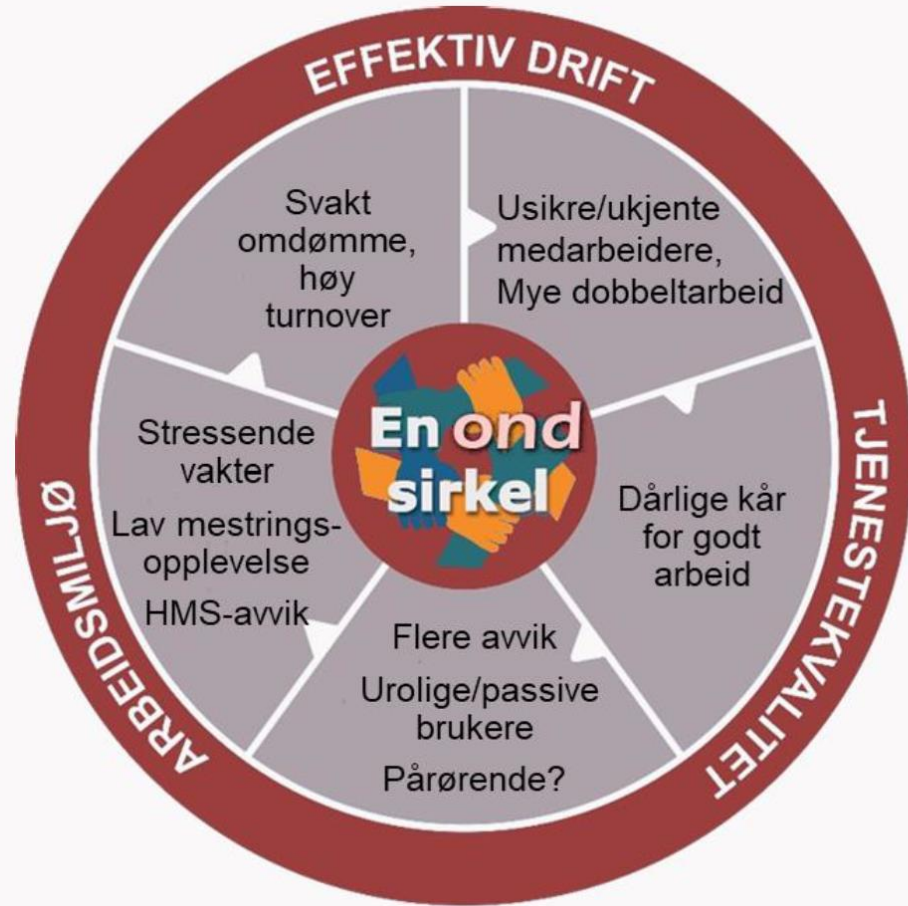 EFFEKTIV DRIFT
TJENESTEKVALITET
ARBEIDSMILJØ
En ond
sirkel
Usikre/ukjente
medarbeidere,
Mye dobbeltarbeid
Dårlige kår
for godt
arbeid
Flere avvik
Urolige/passive
brukere
Pårørende?
Stressende
vakter
Lav mestrings-
opplevelse
HMS-avvik
Svakt
omdømme,
høy
turnover